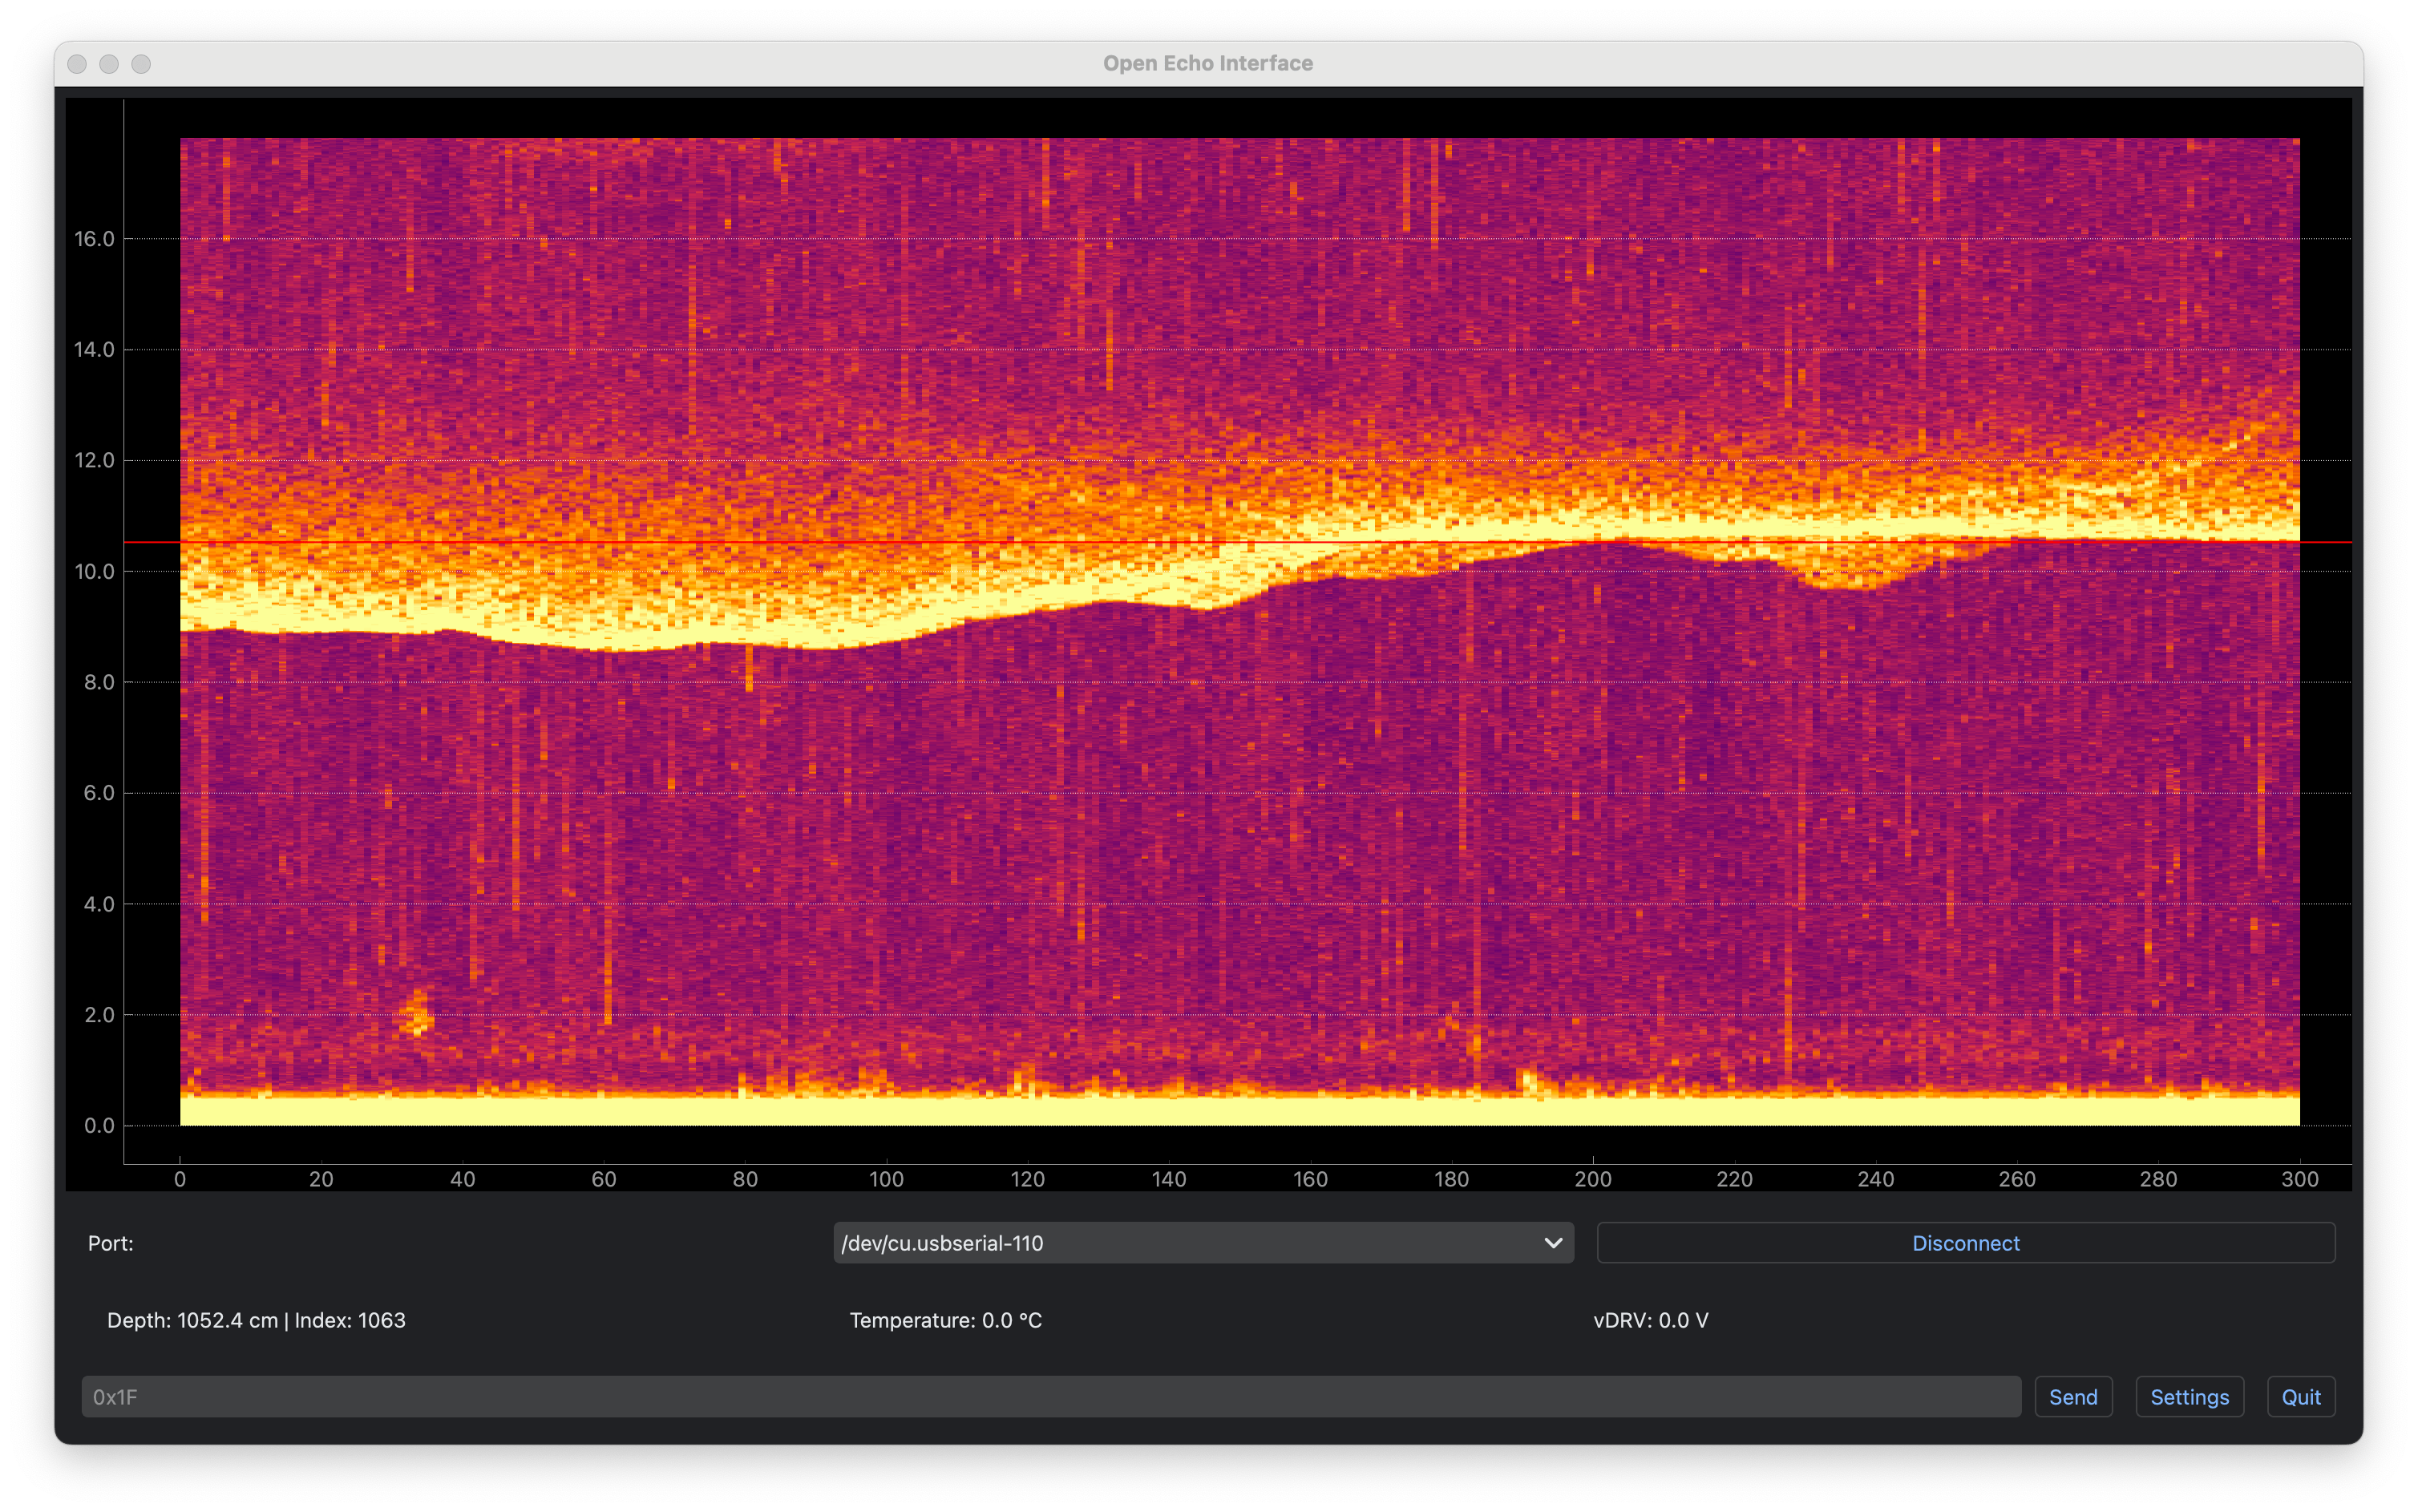 Open Echo Interface
16.0
14.0
12.0
10.0
8.0
6.0
4.0
2.0
0.0
0 20 40 60 80 100 120 140 160 180 200 220 240 260 280 300
Port: /dev/cu.usbserial-110 Disconnect
Depth: 1052.4 cm | Index: 1063 Temperature: 0.0 °C vDRV: 0.0 V
0x1F Send Settings Quit